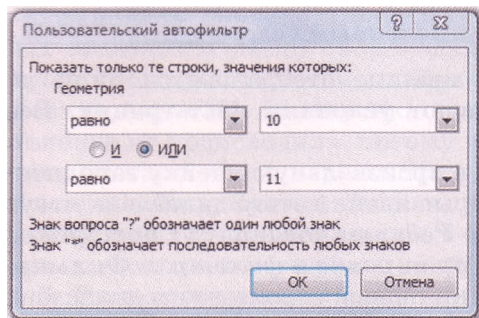 Пользовательский автофильтр
Показать только те строки, значения которых:
Геометрия
равно 10
И ИЛИ
равно 11
Знак вопроса "?" обозначает один любой знак
Знак "*" обозначает последовательность любых знаков
ОК Отмена